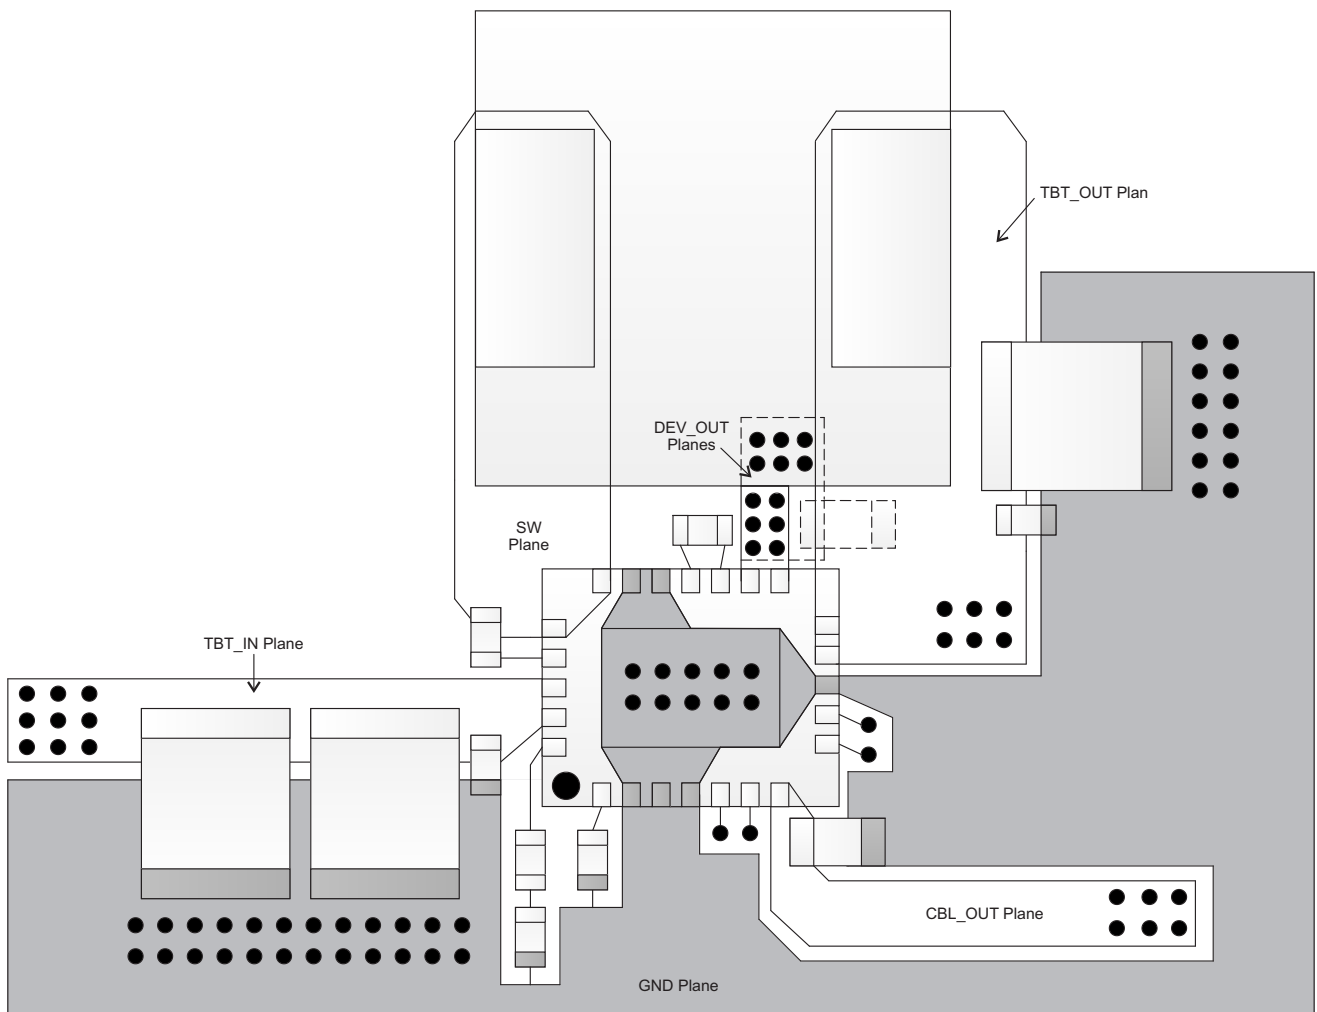 TBT_OUT Plan
DEV_OUT
Planes
SW
Plane
TBT_IN Plane
CBL_OUT Plane
GND Plane